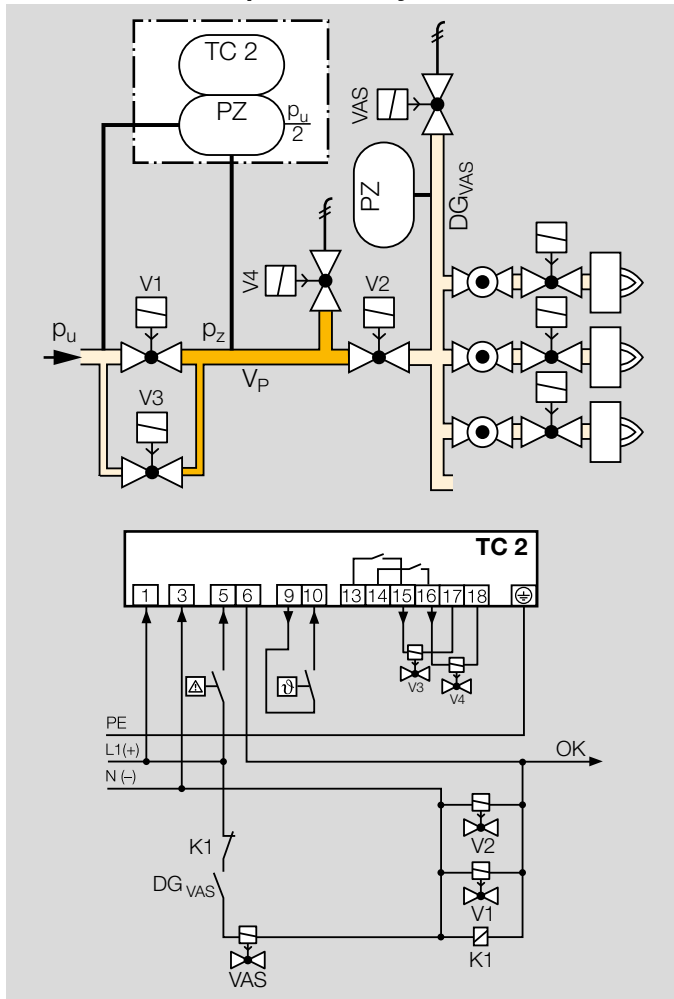 TC 2
PZ
pu
2
VAS
PZ
DGVAS
V4
V1
V2
pu
pz
VP
V3
TC 2
1 3 5 6 9 10 13 14 15 16 17 18
V3
V4
ϑ
PE
L1(+)
OK
N (–)
V2
K1
DG VAS
V1
VAS
K1